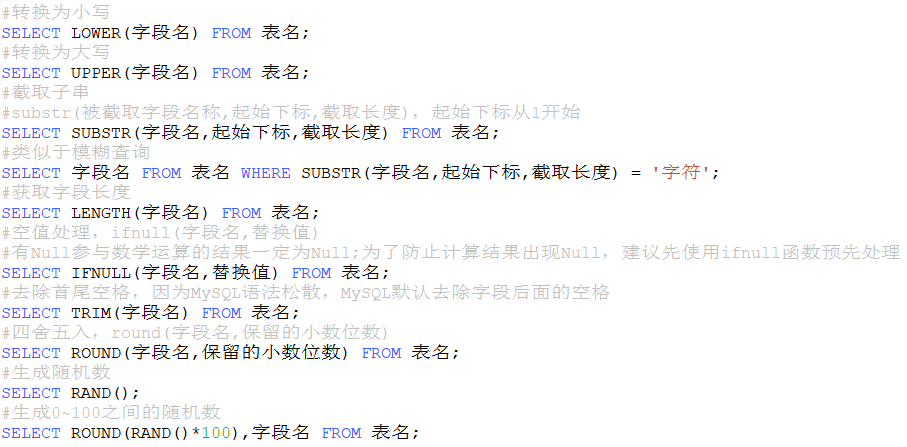 #转换为小写
SELECT LOWER(字段名) FROM 表名;
#转换为大写
SELECT UPPER(字段名) FROM 表名;
#截取子串
#substr(被截取字段名称,起始下标,截取长度)，起始下标从1开始
SELECT SUBSTR(字段名,起始下标,截取长度) FROM 表名;
#类似于模糊查询
SELECT 字段名 FROM 表名 WHERE SUBSTR(字段名,起始下标,截取长度) = '字符';
#获取字段长度
SELECT LENGTH(字段名) FROM 表名;
#空值处理，ifnull(字段名,替换值)
#有Null参与数学运算的结果一定为Null;为了防止计算结果出现Null，建议先使用ifnull函数预先处理
SELECT IFNULL(字段名,替换值) FROM 表名;
#去除首尾空格，因为MySQL语法松散，MySQL默认去除字段后面的空格
SELECT TRIM(字段名) FROM 表名;
#四舍五入，round(字段名,保留的小数位数)
SELECT ROUND(字段名,保留的小数位数) FROM 表名;
#生成随机数
SELECT RAND();
#生成0~100之间的随机数
SELECT ROUND(RAND()*100),字段名 FROM 表名;